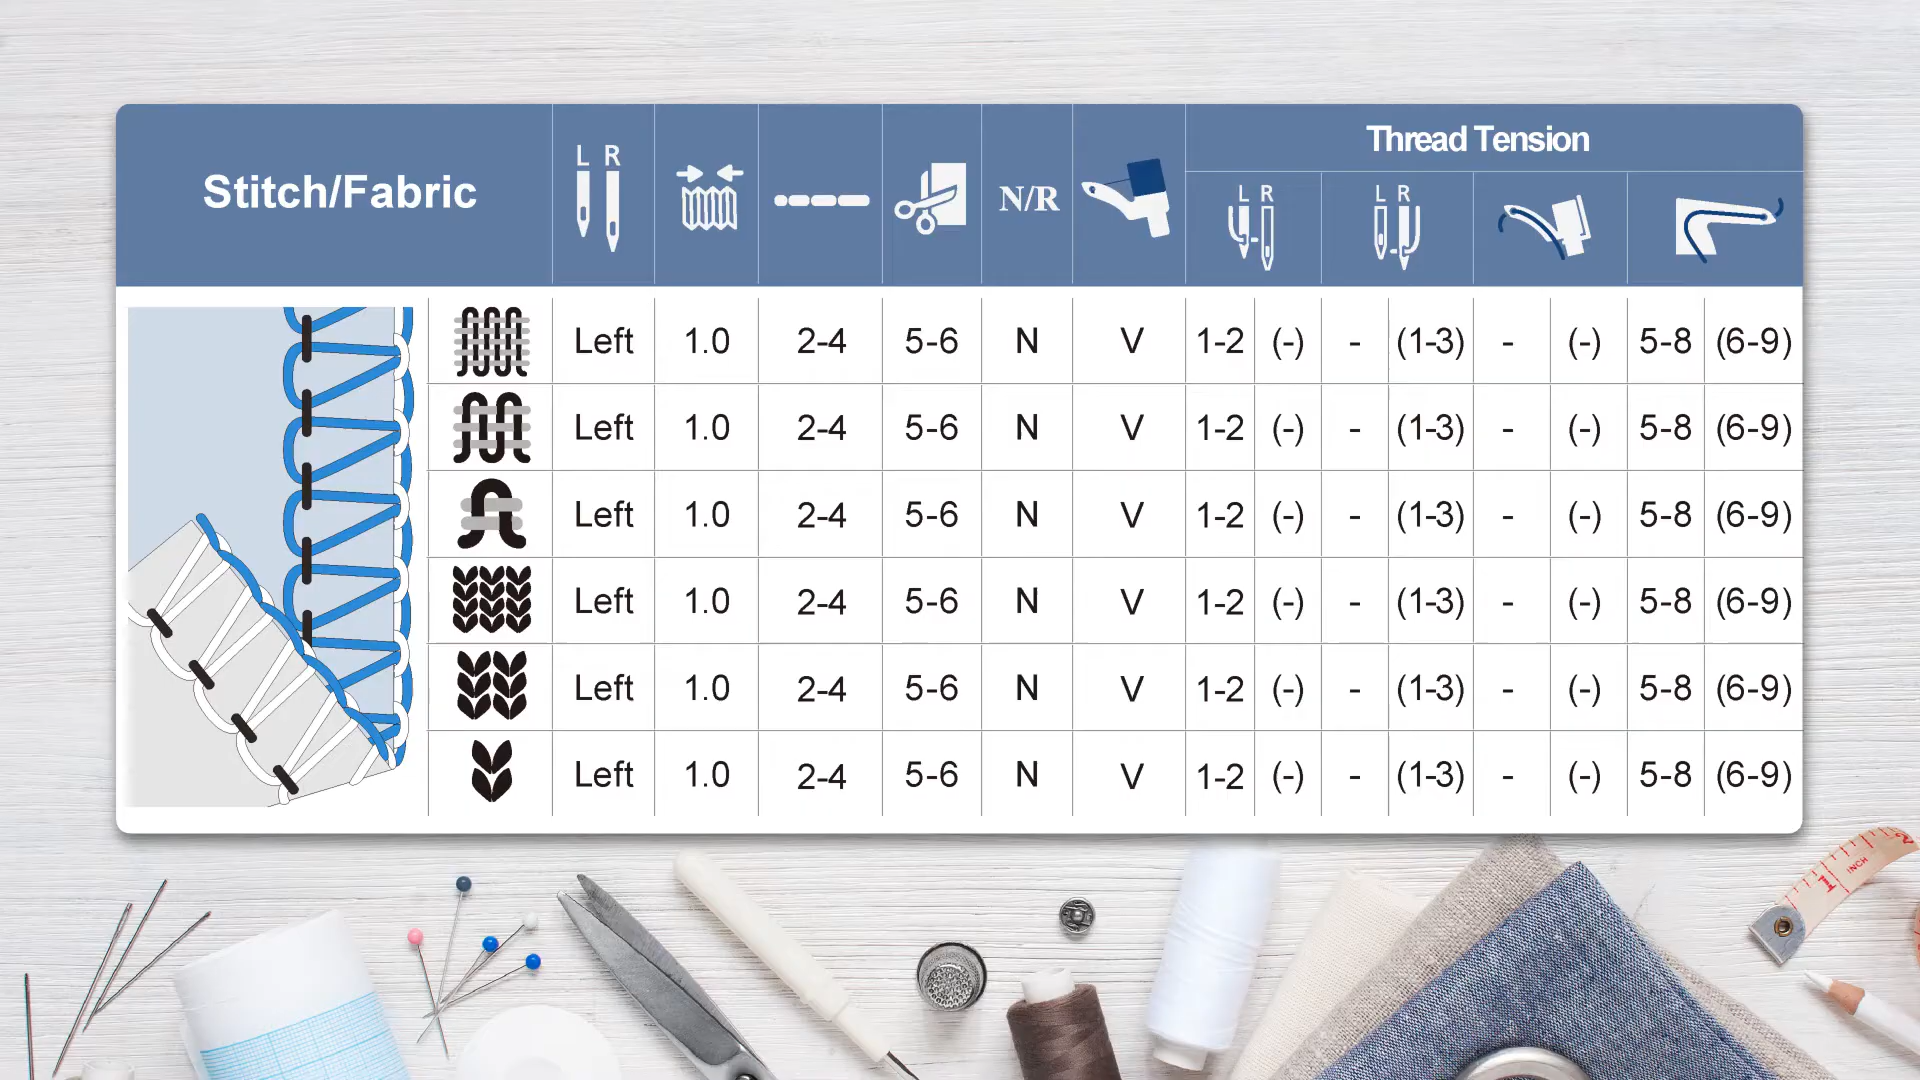 Thread Tension
Stitch/Fabric
L R
N/R
L R
L R
Left 1.0 2-4 5-6 N V 1-2 (-) - (1-3) - (-) 5-8 (6-9)
Left 1.0 2-4 5-6 N V 1-2 (-) - (1-3) - (-) 5-8 (6-9)
Left 1.0 2-4 5-6 N V 1-2 (-) - (1-3) - (-) 5-8 (6-9)
Left 1.0 2-4 5-6 N V 1-2 (-) - (1-3) - (-) 5-8 (6-9)
Left 1.0 2-4 5-6 N V 1-2 (-) - (1-3) - (-) 5-8 (6-9)
Left 1.0 2-4 5-6 N V 1-2 (-) - (1-3) - (-) 5-8 (6-9)
1 INCH 2